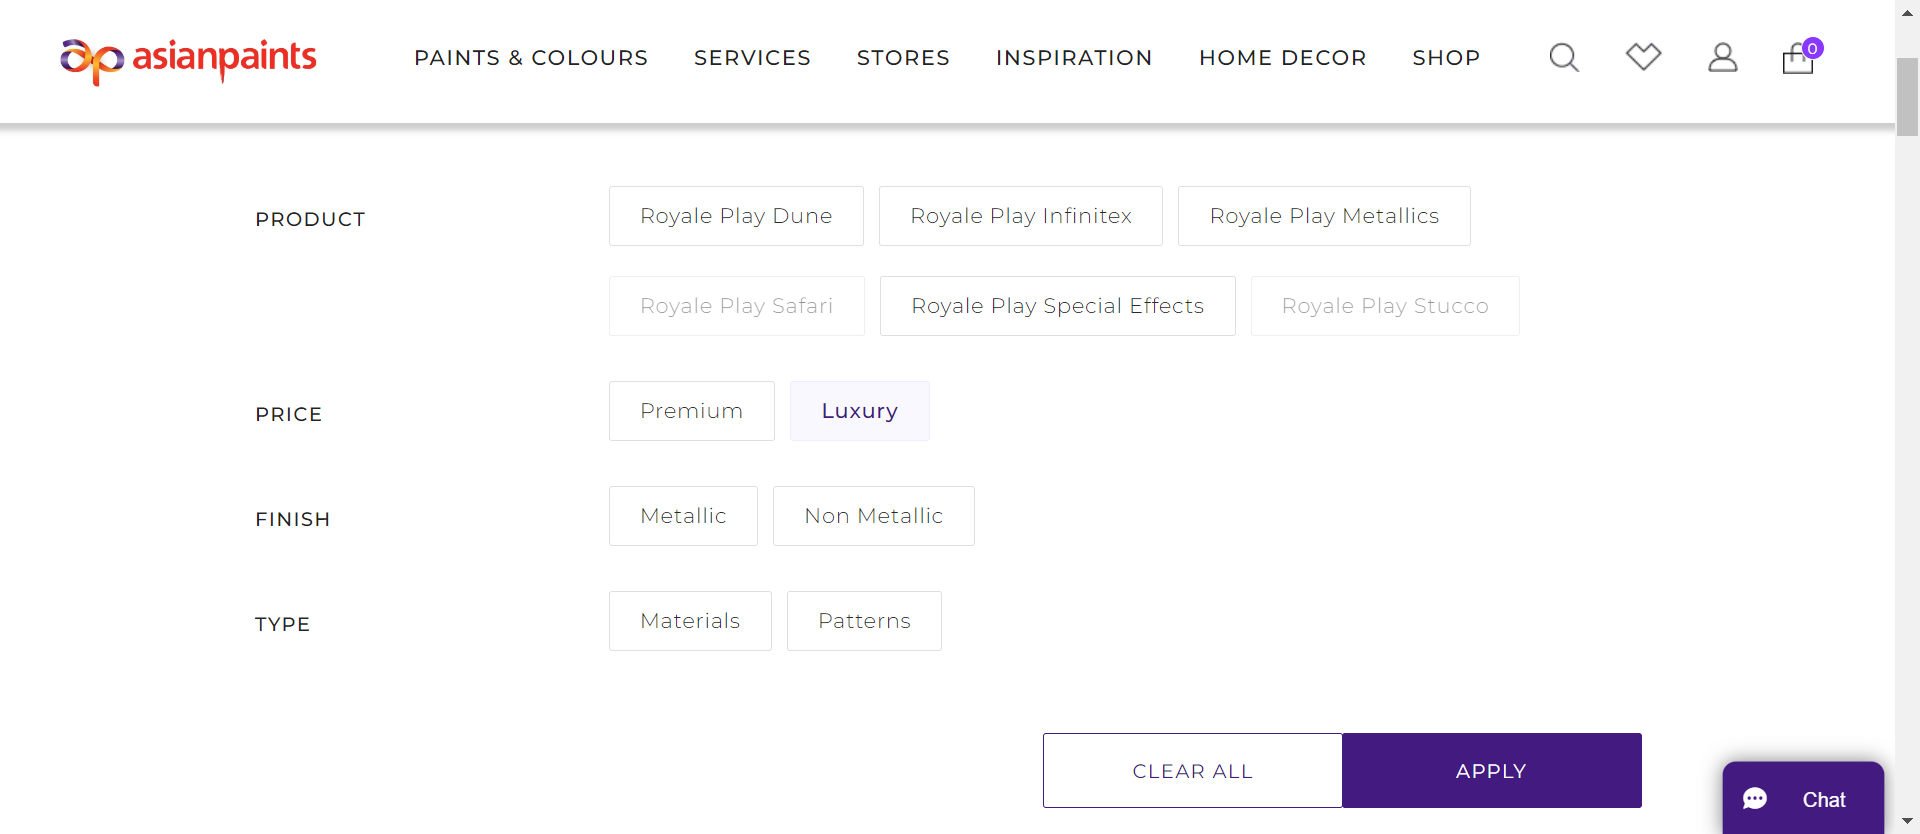 asianpaints PAINTS & COLOURS SERVICES STORES INSPIRATION HOME DECOR SHOP 0
PRODUCT Royale Play Dune Royale Play Infinitex Royale Play Metallics
Royale Play Safari Royale Play Special Effects Royale Play Stucco
PRICE Premium Luxury
FINISH Metallic Non Metallic
TYPE Materials Patterns
CLEAR ALL APPLY
Chat